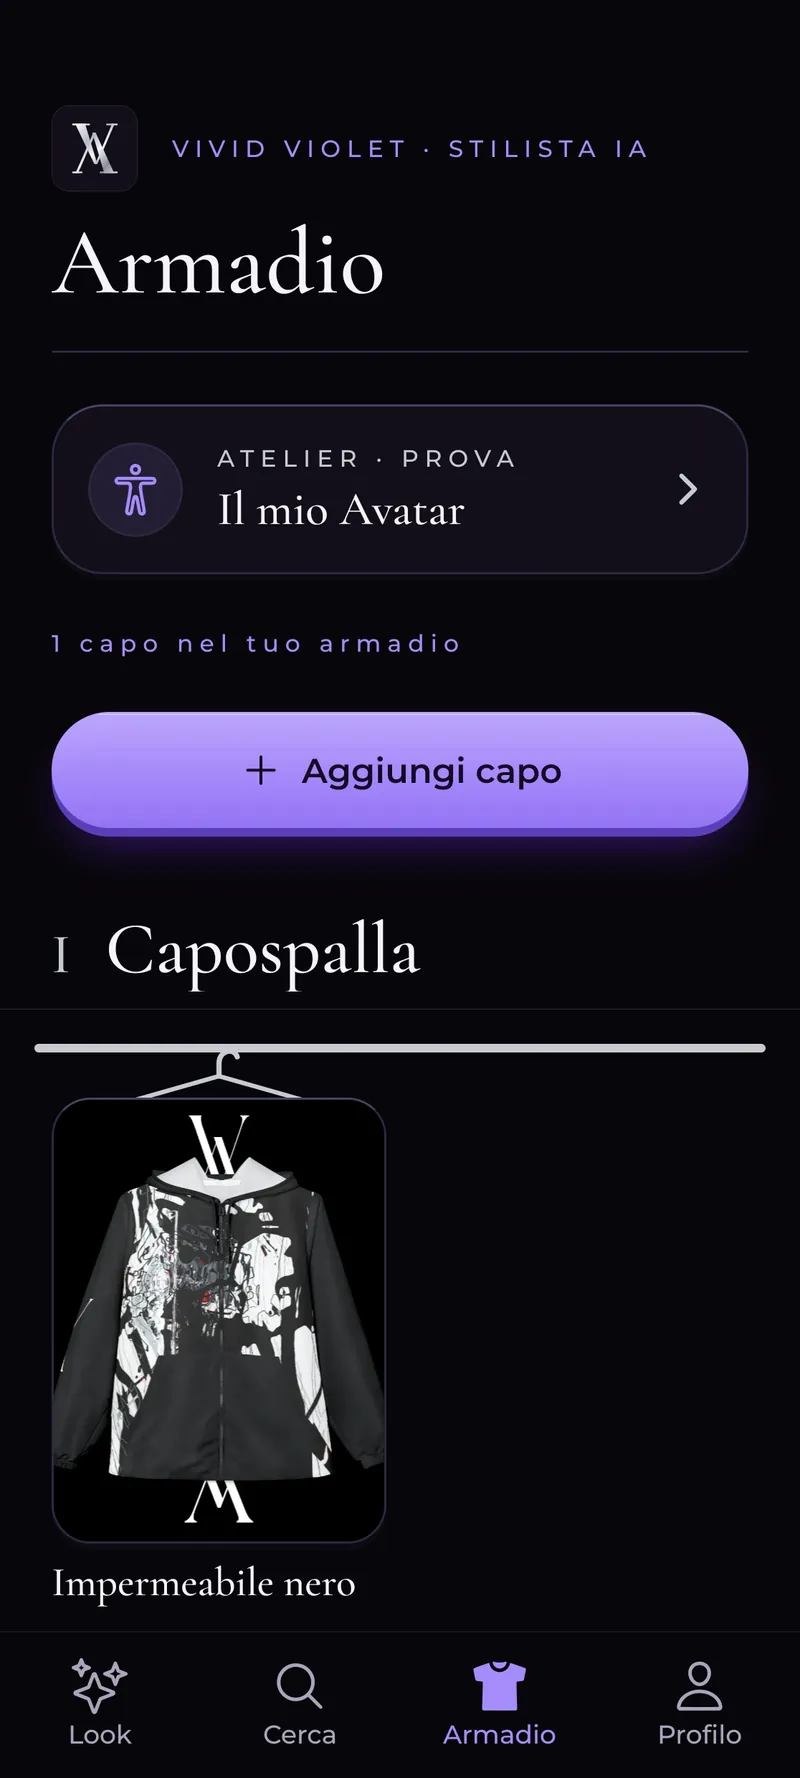 VIVID VIOLET · STILISTA IA
Armadio
ATELIER · PROVA
Il mio Avatar
1 capo nel tuo armadio
Aggiungi capo
I Capospalla
Impermeabile nero
Look
Cerca
Armadio
Profilo